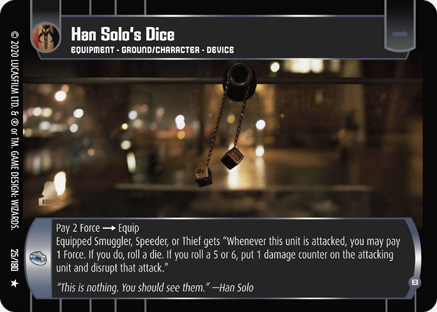 Han Solo's Dice
EQUIPMENT - GROUND/CHARACTER - DEVICE
Pay 2 Force → Equip
Equipped Smuggler, Speeder, or Thief gets "Whenever this unit is attacked, you may pay
1 Force. If you do, roll a die. If you roll a 5 or 6, put 1 damage counter on the attacking
unit and disrupt that attack."
"This is nothing. You should see them." —Han Solo
© 2020 LUCASFILM LTD. & ® or TM. GAME DESIGN: WIZARDS.
75/180